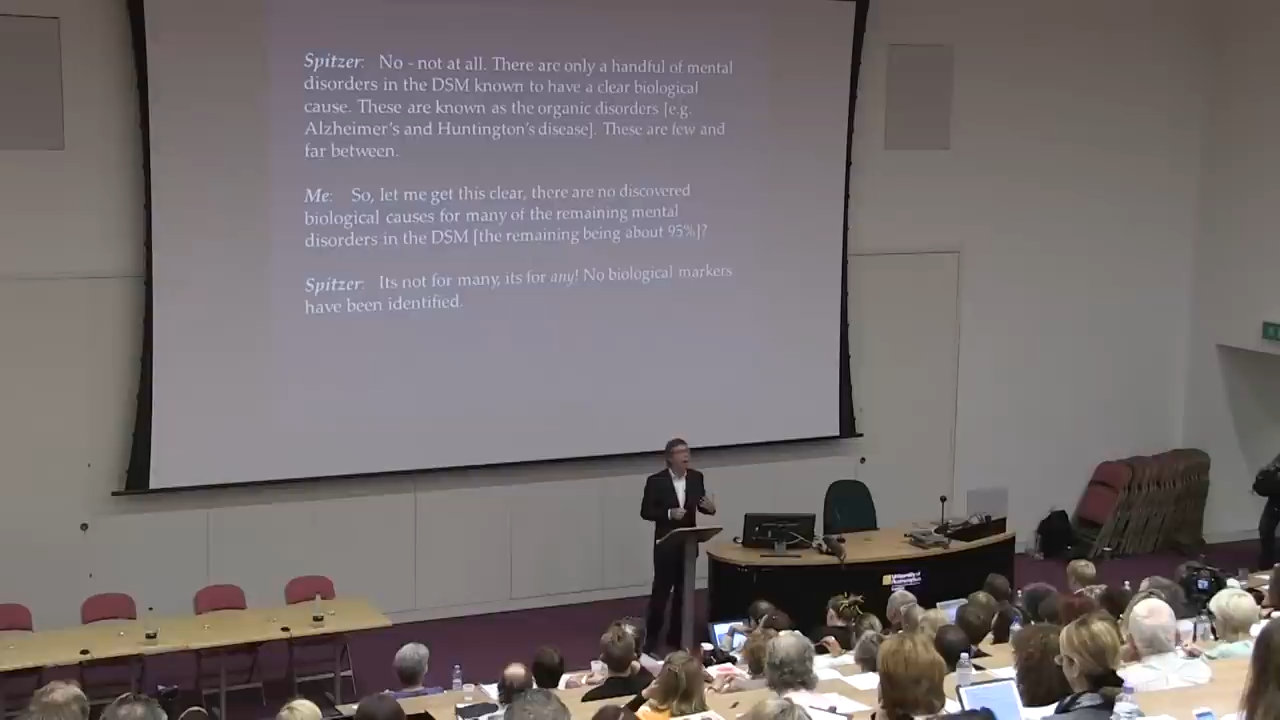 Spitzer: No - not at all. There are only a handful of mental
disorders in the DSM known to have a clear biological
cause. These are known as the organic disorders [e.g.
Alzheimer's and Huntington's disease]. These are few and
far between.
Me: So, let me get this clear, there are no discovered
biological causes for many of the remaining mental
disorders in the DSM [the remaining being about 95%]?
Spitzer: Its not for many, its for any! No biological markers
have been identified.
University of